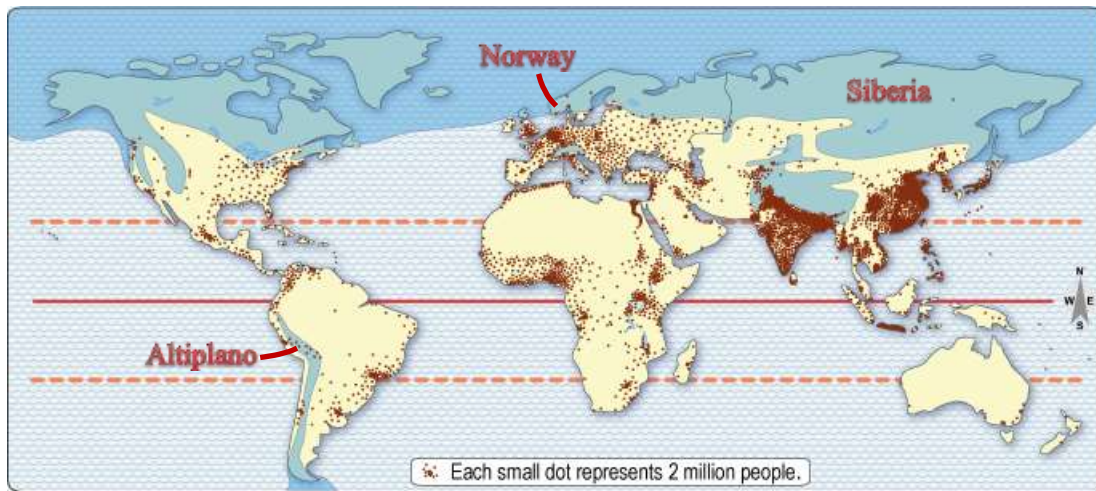 Norway
Siberia
N
W E
S
Altiplano
Each small dot represents 2 million people.